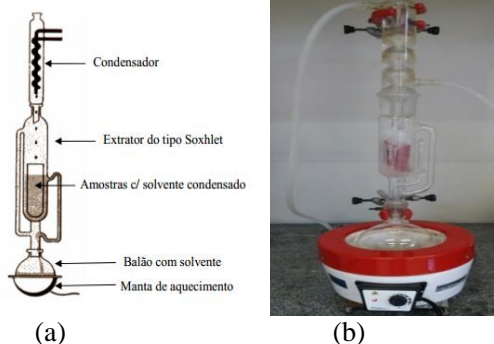 Condensador
Extrator do tipo Soxhlet
Amostras c/ solvente condensado
Balão com solvente
Manta de aquecimento
(a)
(b)